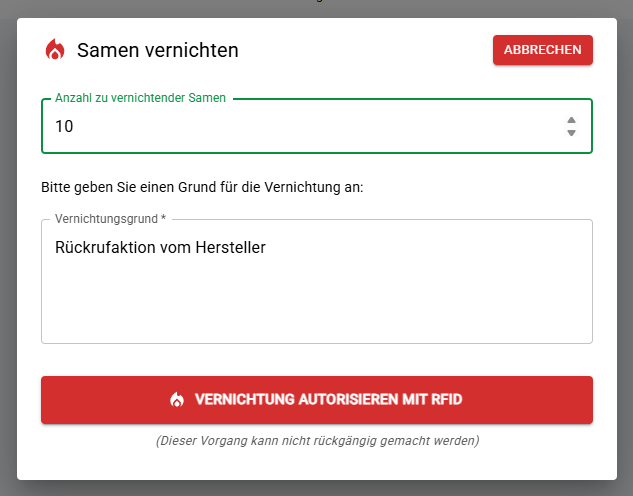 Samen vernichten
ABBRECHEN
Anzahl zu vernichtender Samen
10
Bitte geben Sie einen Grund für die Vernichtung an:
Vernichtungsgrund *
Rückrufaktion vom Hersteller
VERNICHTUNG AUTORISIEREN MIT RFID
(Dieser Vorgang kann nicht rückgängig gemacht werden)